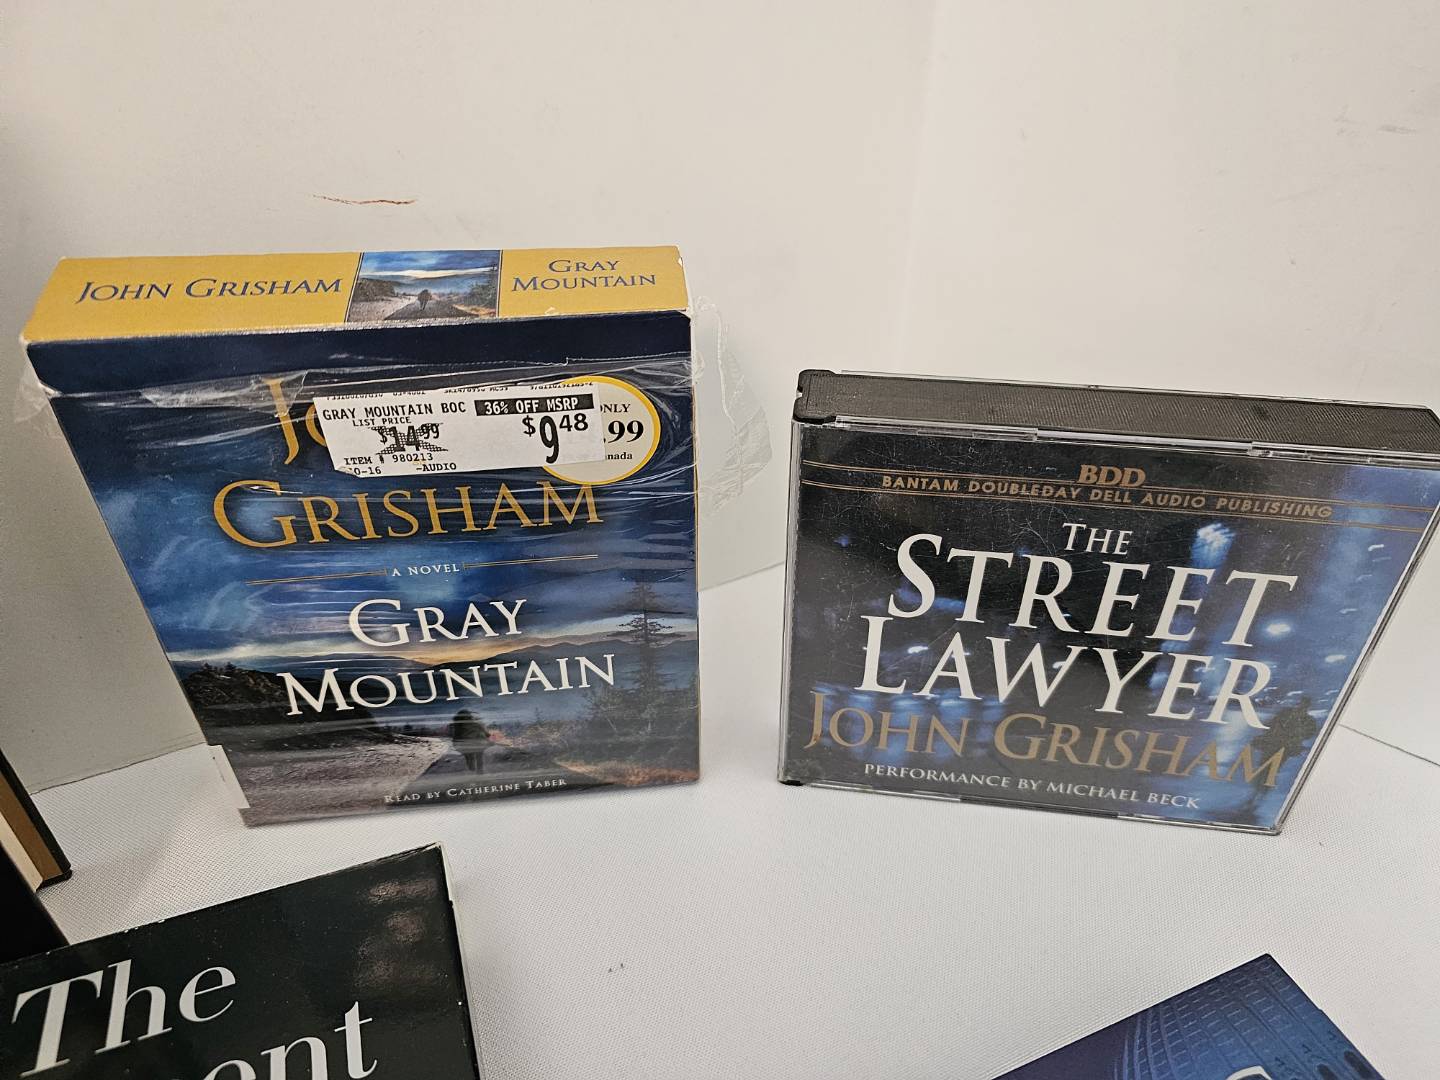 JOHN GRISHAM
GRAY
MOUNTAIN
GRAY MOUNTAIN BOC 36% OFF MSRP
LIST PRICE
$14.99 $9.48
ITEM # 980213
-AUDIO
ONLY
.99
GRISHAM
A NOVEL
GRAY
MOUNTAIN
READ BY CATHERINE TABER
BDD
BANTAM DOUBLEDAY DELL AUDIO PUBLISHING
THE
STREET
LAWYER
JOHN GRISHAM
PERFORMANCE BY MICHAEL BECK
The